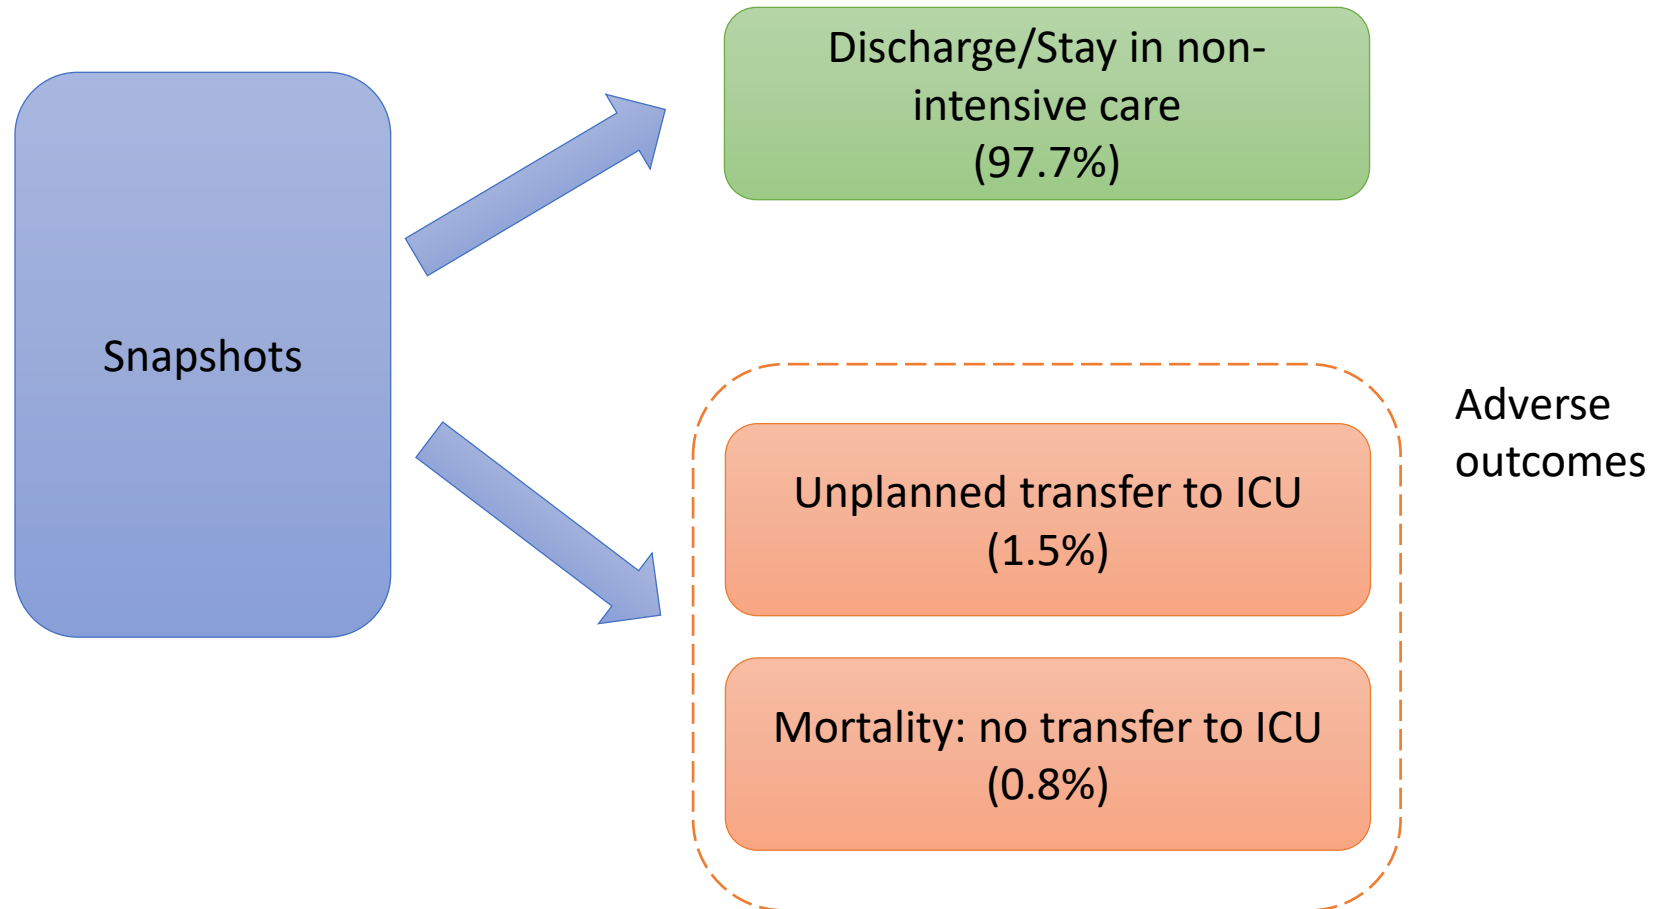 Discharge/Stay in non-
intensive care
(97.7%)
Snapshots
Adverse
outcomes
Unplanned transfer to ICU
(1.5%)
Mortality: no transfer to ICU
(0.8%)